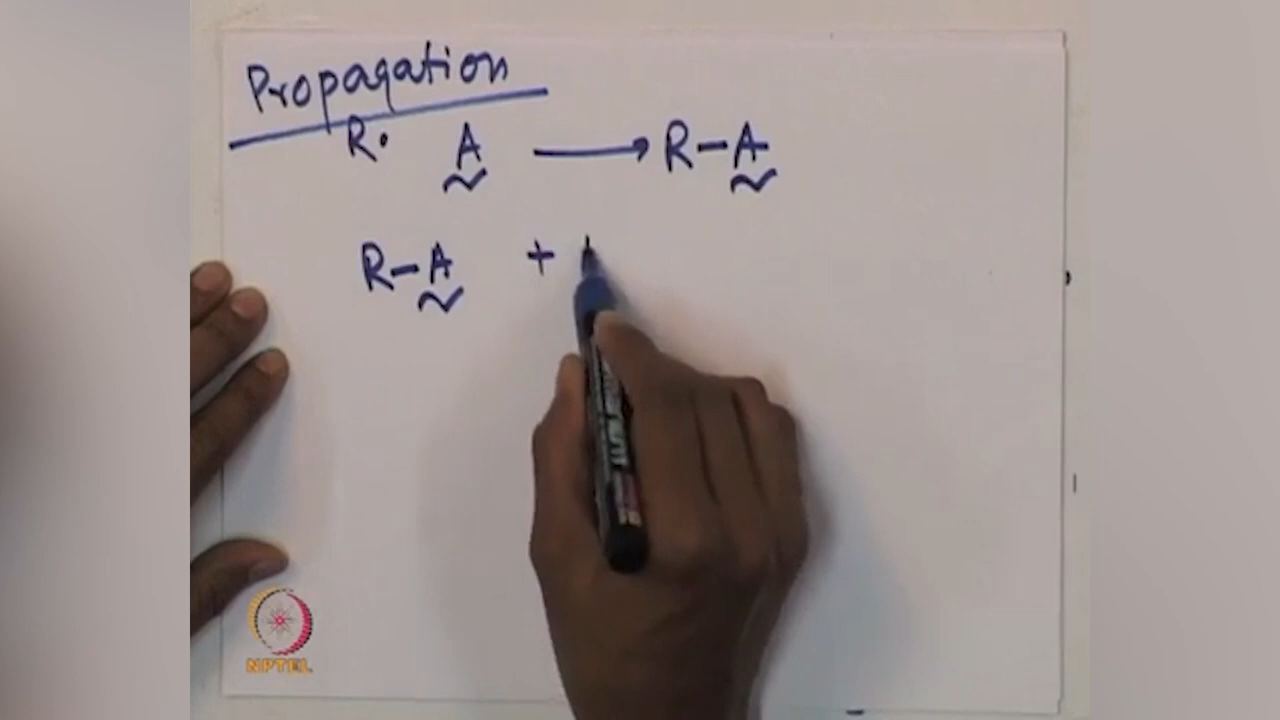 Propagation
R• A → R-A
R-A +
NPTEL